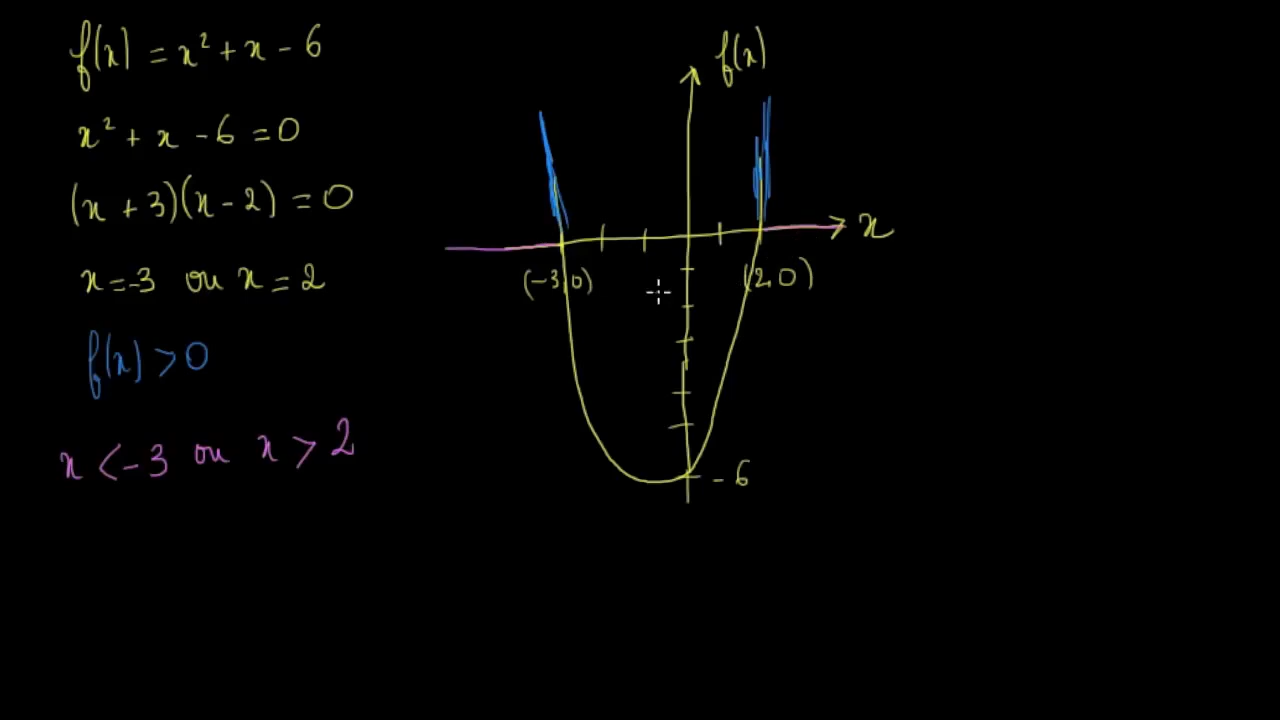 f(x) = x² + x - 6
x² + x - 6 = 0
(x + 3)(x - 2) = 0
x = -3 ou x = 2
f(x) > 0
x < -3 ou x > 2
f(x)
x
(-3,0)
(2,0)
- 6